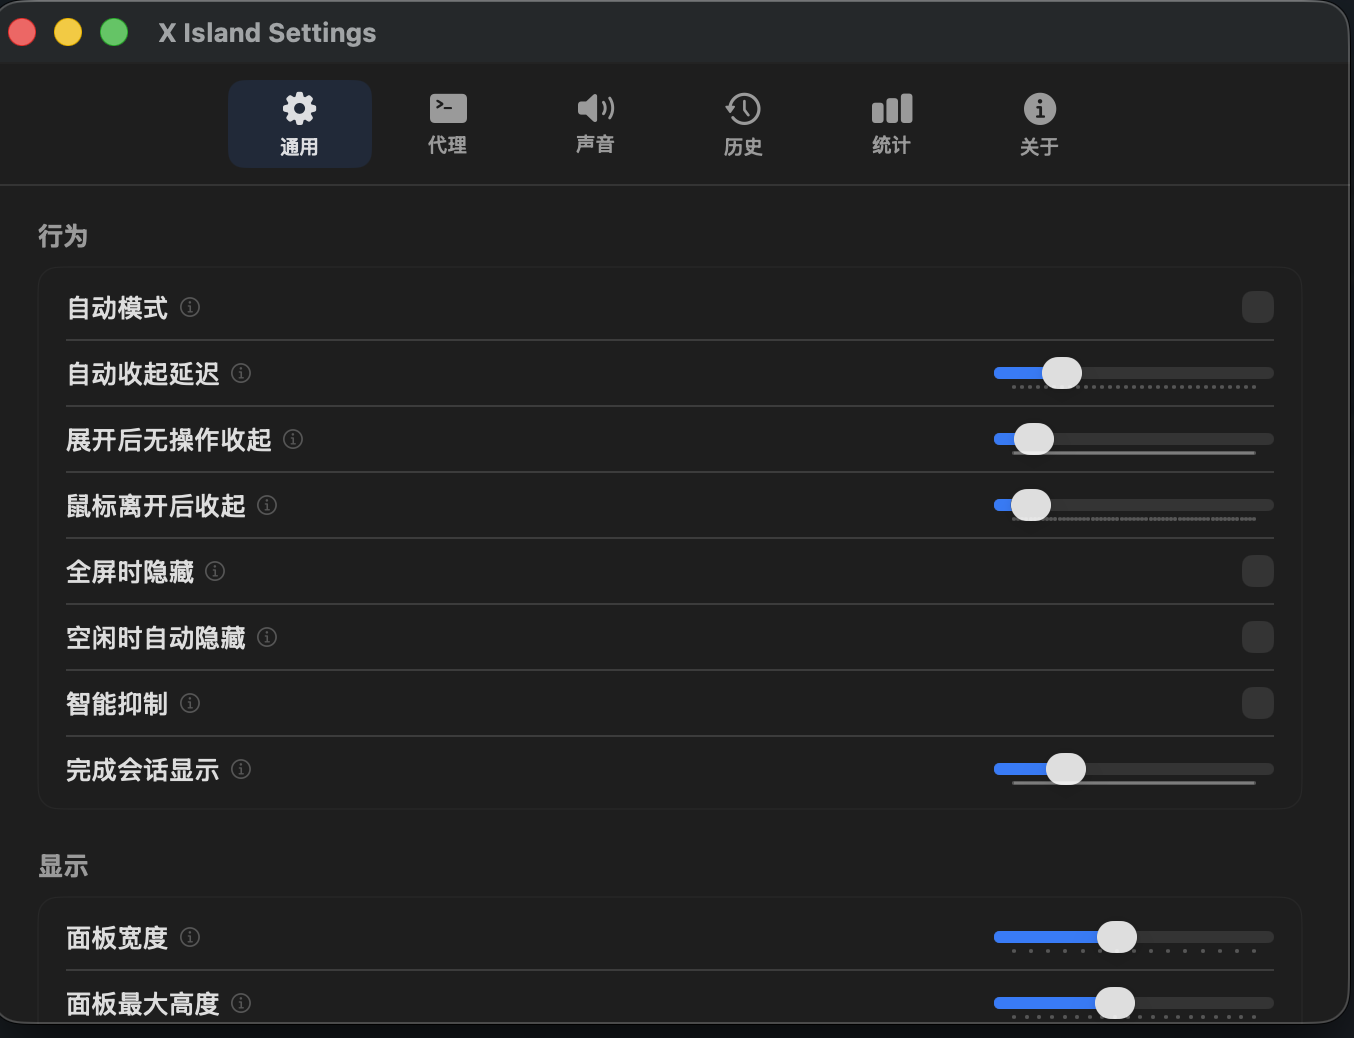 X Island Settings
通用
代理
声音
历史
统计
关于
行为
自动模式
自动收起延迟
展开后无操作收起
鼠标离开后收起
全屏时隐藏
空闲时自动隐藏
智能抑制
完成会话显示
显示
面板宽度
面板最大高度